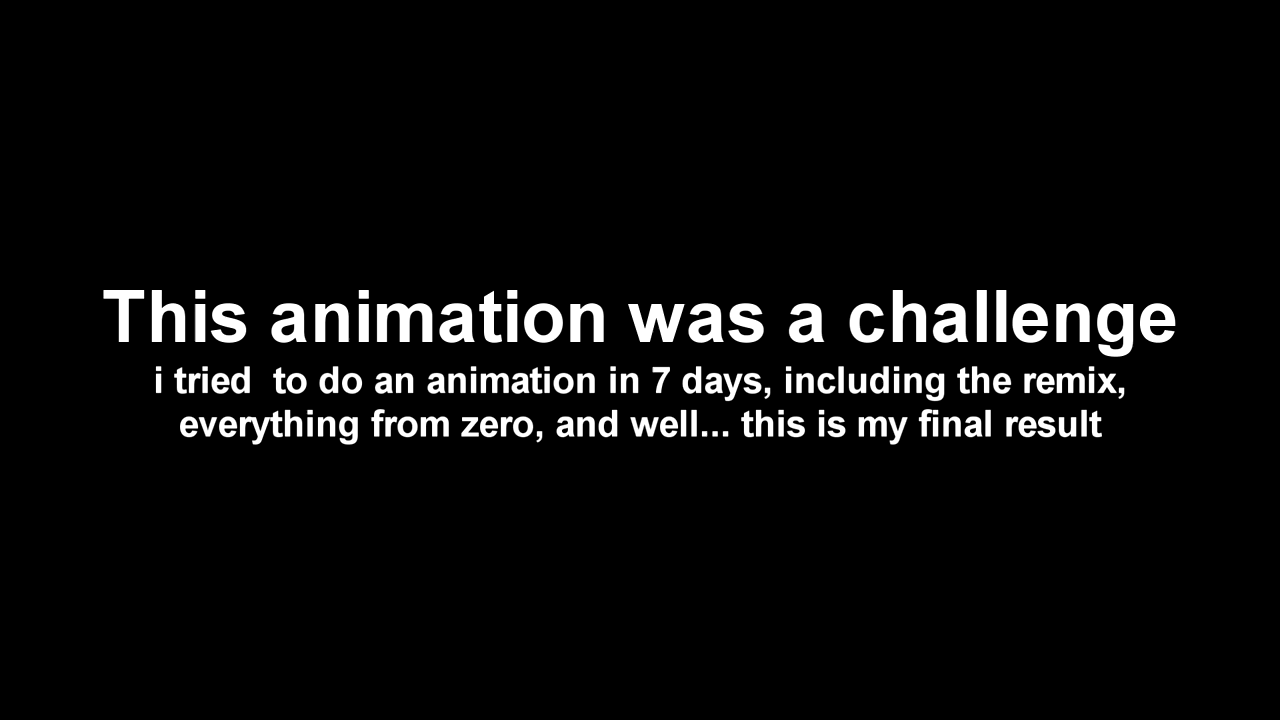 This animation was a challenge
i tried  to do an animation in 7 days, including the remix,
everything from zero, and well... this is my final result